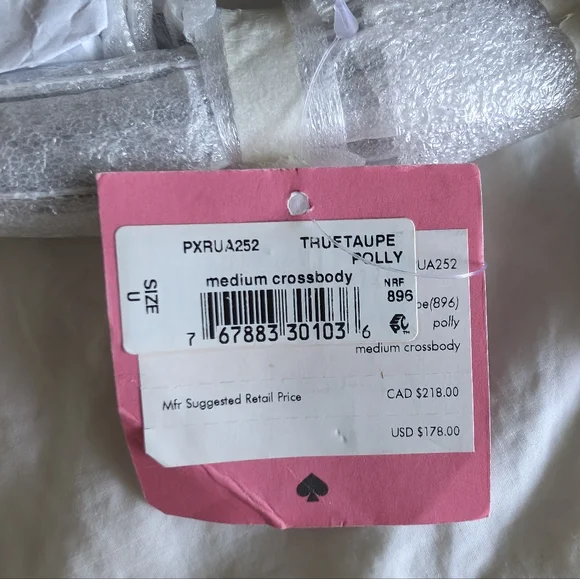 PXRUA252 TRUETAUPE
POLLY
medium crossbody
SIZE
U
NRF
896
7 67883 30103 6
UA252
pe(896)
polly
medium crossbody
Mfr Suggested Retail Price CAD $218.00
USD $178.00